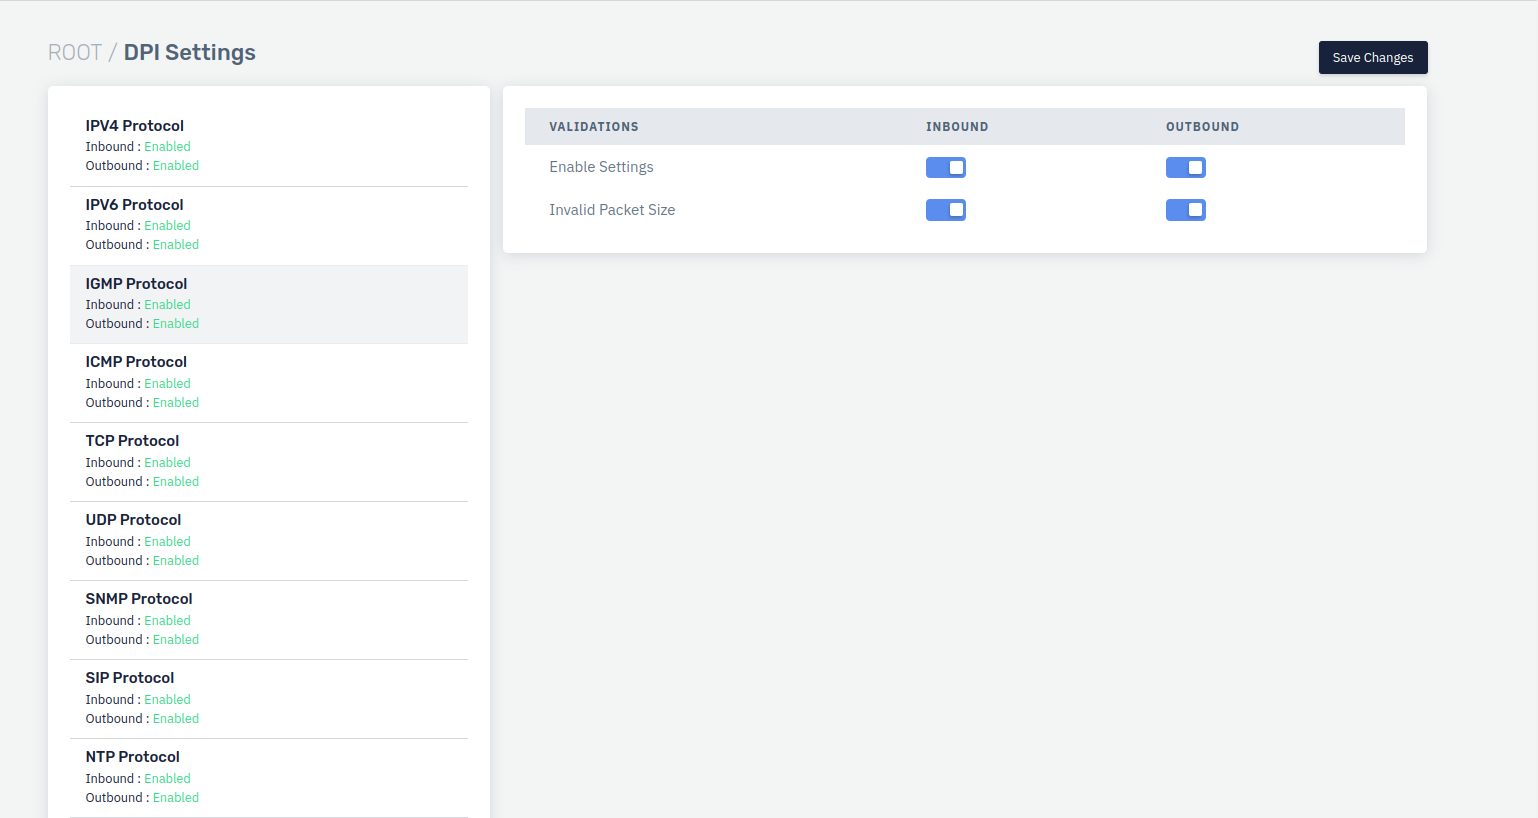 ROOT / DPI Settings
Save Changes
IPV4 Protocol
Inbound : Enabled
Outbound : Enabled
IPV6 Protocol
Inbound : Enabled
Outbound : Enabled
IGMP Protocol
Inbound : Enabled
Outbound : Enabled
ICMP Protocol
Inbound : Enabled
Outbound : Enabled
TCP Protocol
Inbound : Enabled
Outbound : Enabled
UDP Protocol
Inbound : Enabled
Outbound : Enabled
SNMP Protocol
Inbound : Enabled
Outbound : Enabled
SIP Protocol
Inbound : Enabled
Outbound : Enabled
NTP Protocol
Inbound : Enabled
Outbound : Enabled
VALIDATIONS INBOUND OUTBOUND
Enable Settings
Invalid Packet Size